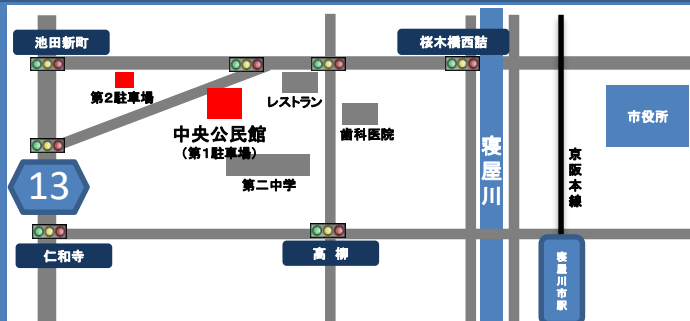 池田新町
桜木橋西詰
第2駐車場
レストラン
中央公民館
(第1駐車場)
歯科医院
市役所
寝屋川
京阪本線
第二中学
13
仁和寺
高 柳
寝屋川市駅